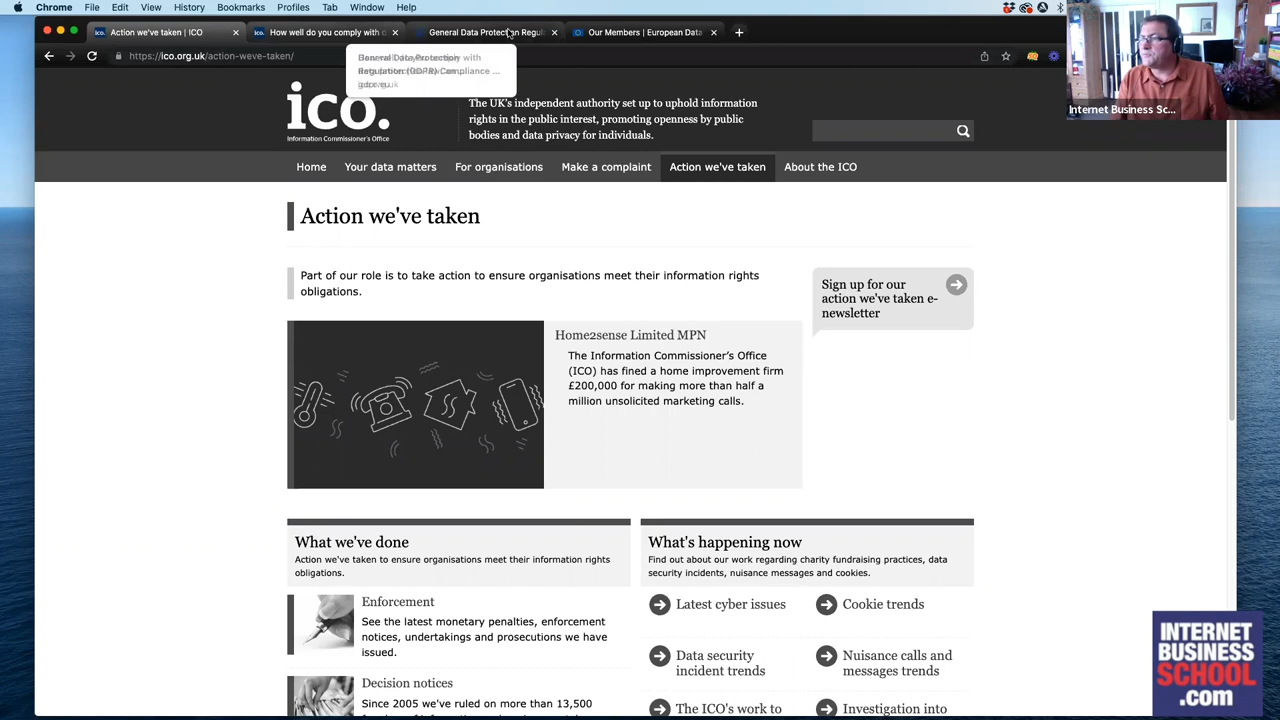 Chrome File Edit View History Bookmarks Profiles Tab Window Help
Action we've taken | ICO
How well do you comply with
General Data Protection Regul
Our Members | European Data
https://ico.org.uk/action-weve-taken/
General Data Protection
Regulation (GDPR) Compliance ...
ico.
Information Commissioner's Office
The UK's independent authority set up to uphold information
rights in the public interest, promoting openness by public
bodies and data privacy for individuals.
Internet Business Sc...
Home Your data matters For organisations Make a complaint Action we've taken About the ICO
Action we've taken
Part of our role is to take action to ensure organisations meet their information rights
obligations.
Sign up for our
action we've taken e-
newsletter
Home2sense Limited MPN
The Information Commissioner's Office
(ICO) has fined a home improvement firm
£200,000 for making more than half a
million unsolicited marketing calls.
What we've done
Action we've taken to ensure organisations meet their information rights
obligations.
Enforcement
See the latest monetary penalties, enforcement
notices, undertakings and prosecutions we have
issued.
Decision notices
Since 2005 we've ruled on more than 13,500
What's happening now
Find out about our work regarding charity fundraising practices, data
security incidents, nuisance messages and cookies.
Latest cyber issues
Cookie trends
Data security
incident trends
Nuisance calls and
messages trends
The ICO's work to
Investigation into
INTERNET
BUSINESS
SCHOOL
.com